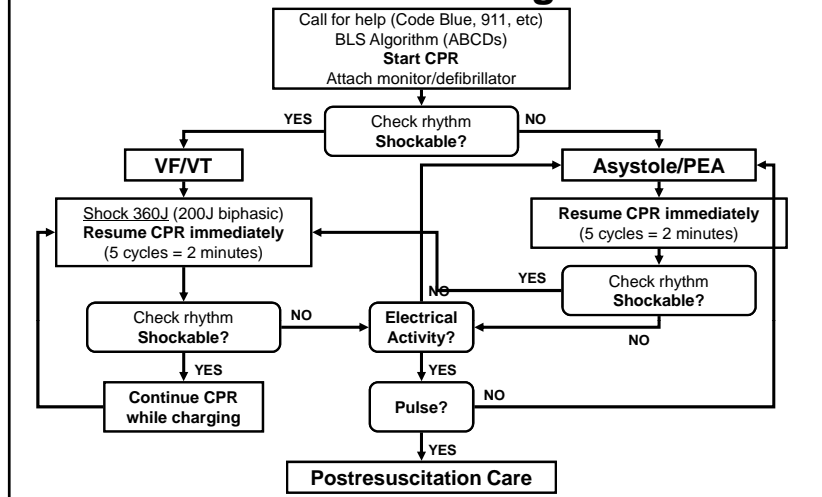 Call for help (Code Blue, 911, etc)
BLS Algorithm (ABCDs)
Start CPR
Attach monitor/defibrillator
YES
Check rhythm
Shockable?
NO
VF/VT
Asystole/PEA
Shock 360J (200J biphasic)
Resume CPR immediately
(5 cycles = 2 minutes)
Resume CPR immediately
(5 cycles = 2 minutes)
Check rhythm
Shockable?
YES
NO
Check rhythm
Shockable?
NO
Electrical
Activity?
NO
YES
YES
Continue CPR
while charging
Pulse?
NO
YES
Postresuscitation Care